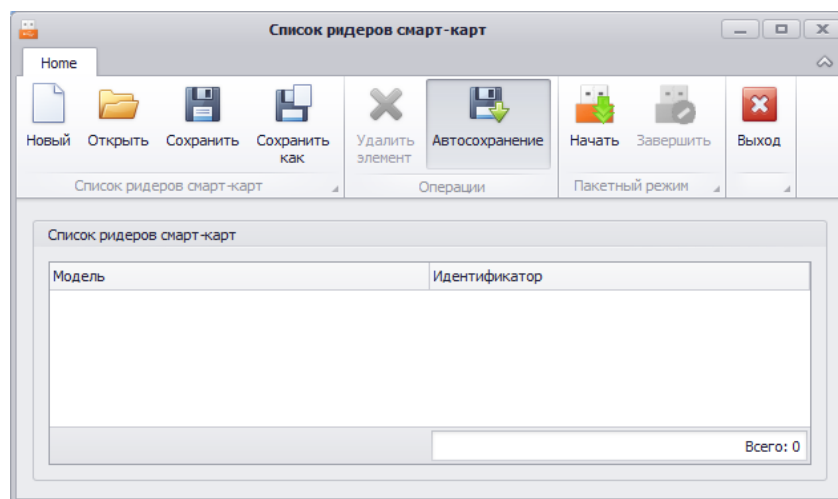 Список ридеров смарт-карт
Home
Новый
Открыть
Сохранить
Сохранить
как
Удалить
элемент
Автосохранение
Начать
Завершить
Выход
Список ридеров смарт-карт
Операции
Пакетный режим
Список ридеров смарт-карт
Модель
Идентификатор
Всего: 0